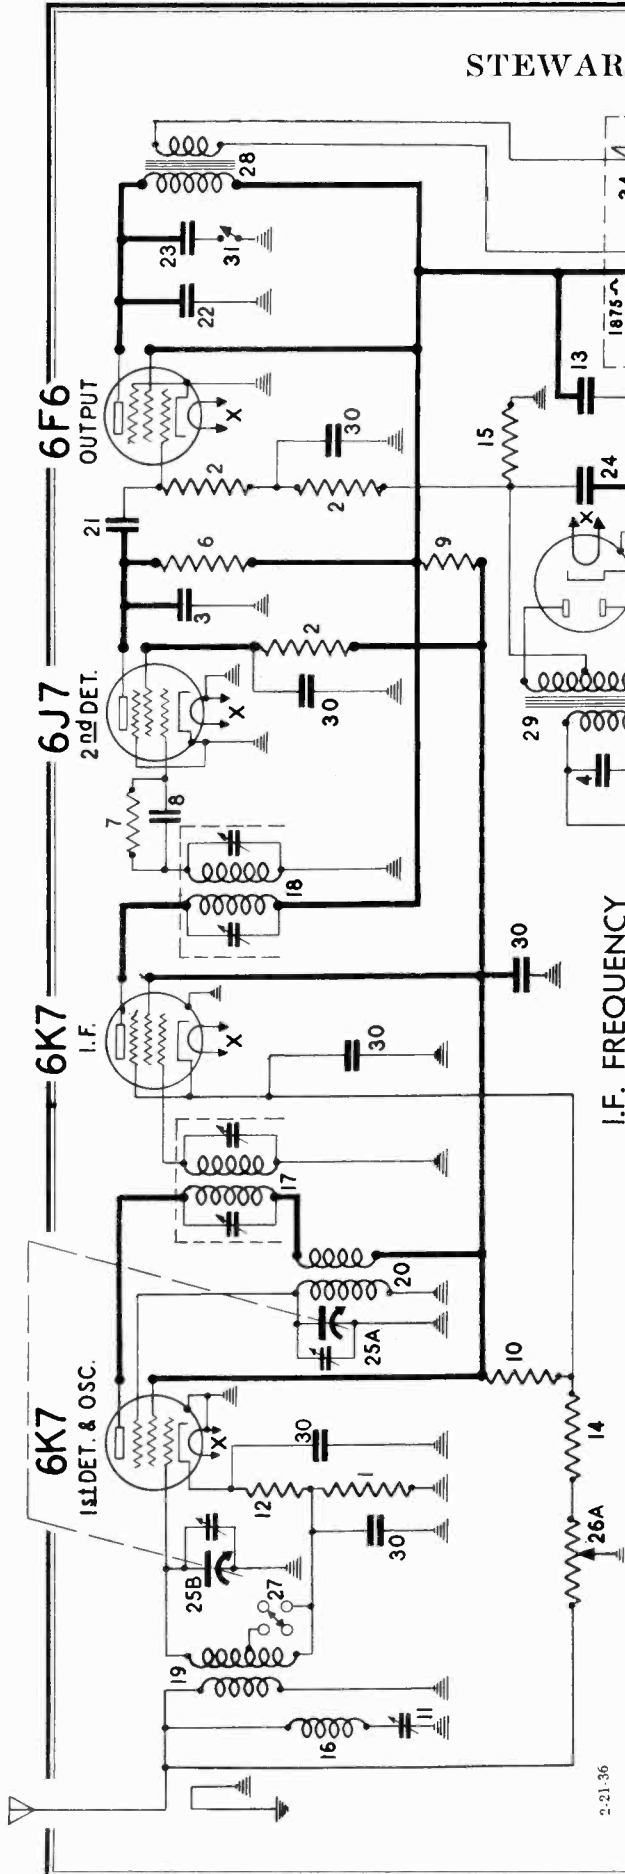 STEWAR
6K7
1st DET. & OSC.
6K7
I.F.
6J7
2nd DET.
6F6
OUTPUT
28
23
31
22
30
21
2
2
15
13
1875~
24
X
X
6
3
9
2
30
X
7
8
18
29
4
30
30
X
17
20
25A
I.F. FREQUENCY
X
30
12
1
30
10
14
26A
25B
27
19
16
11
2-21-36